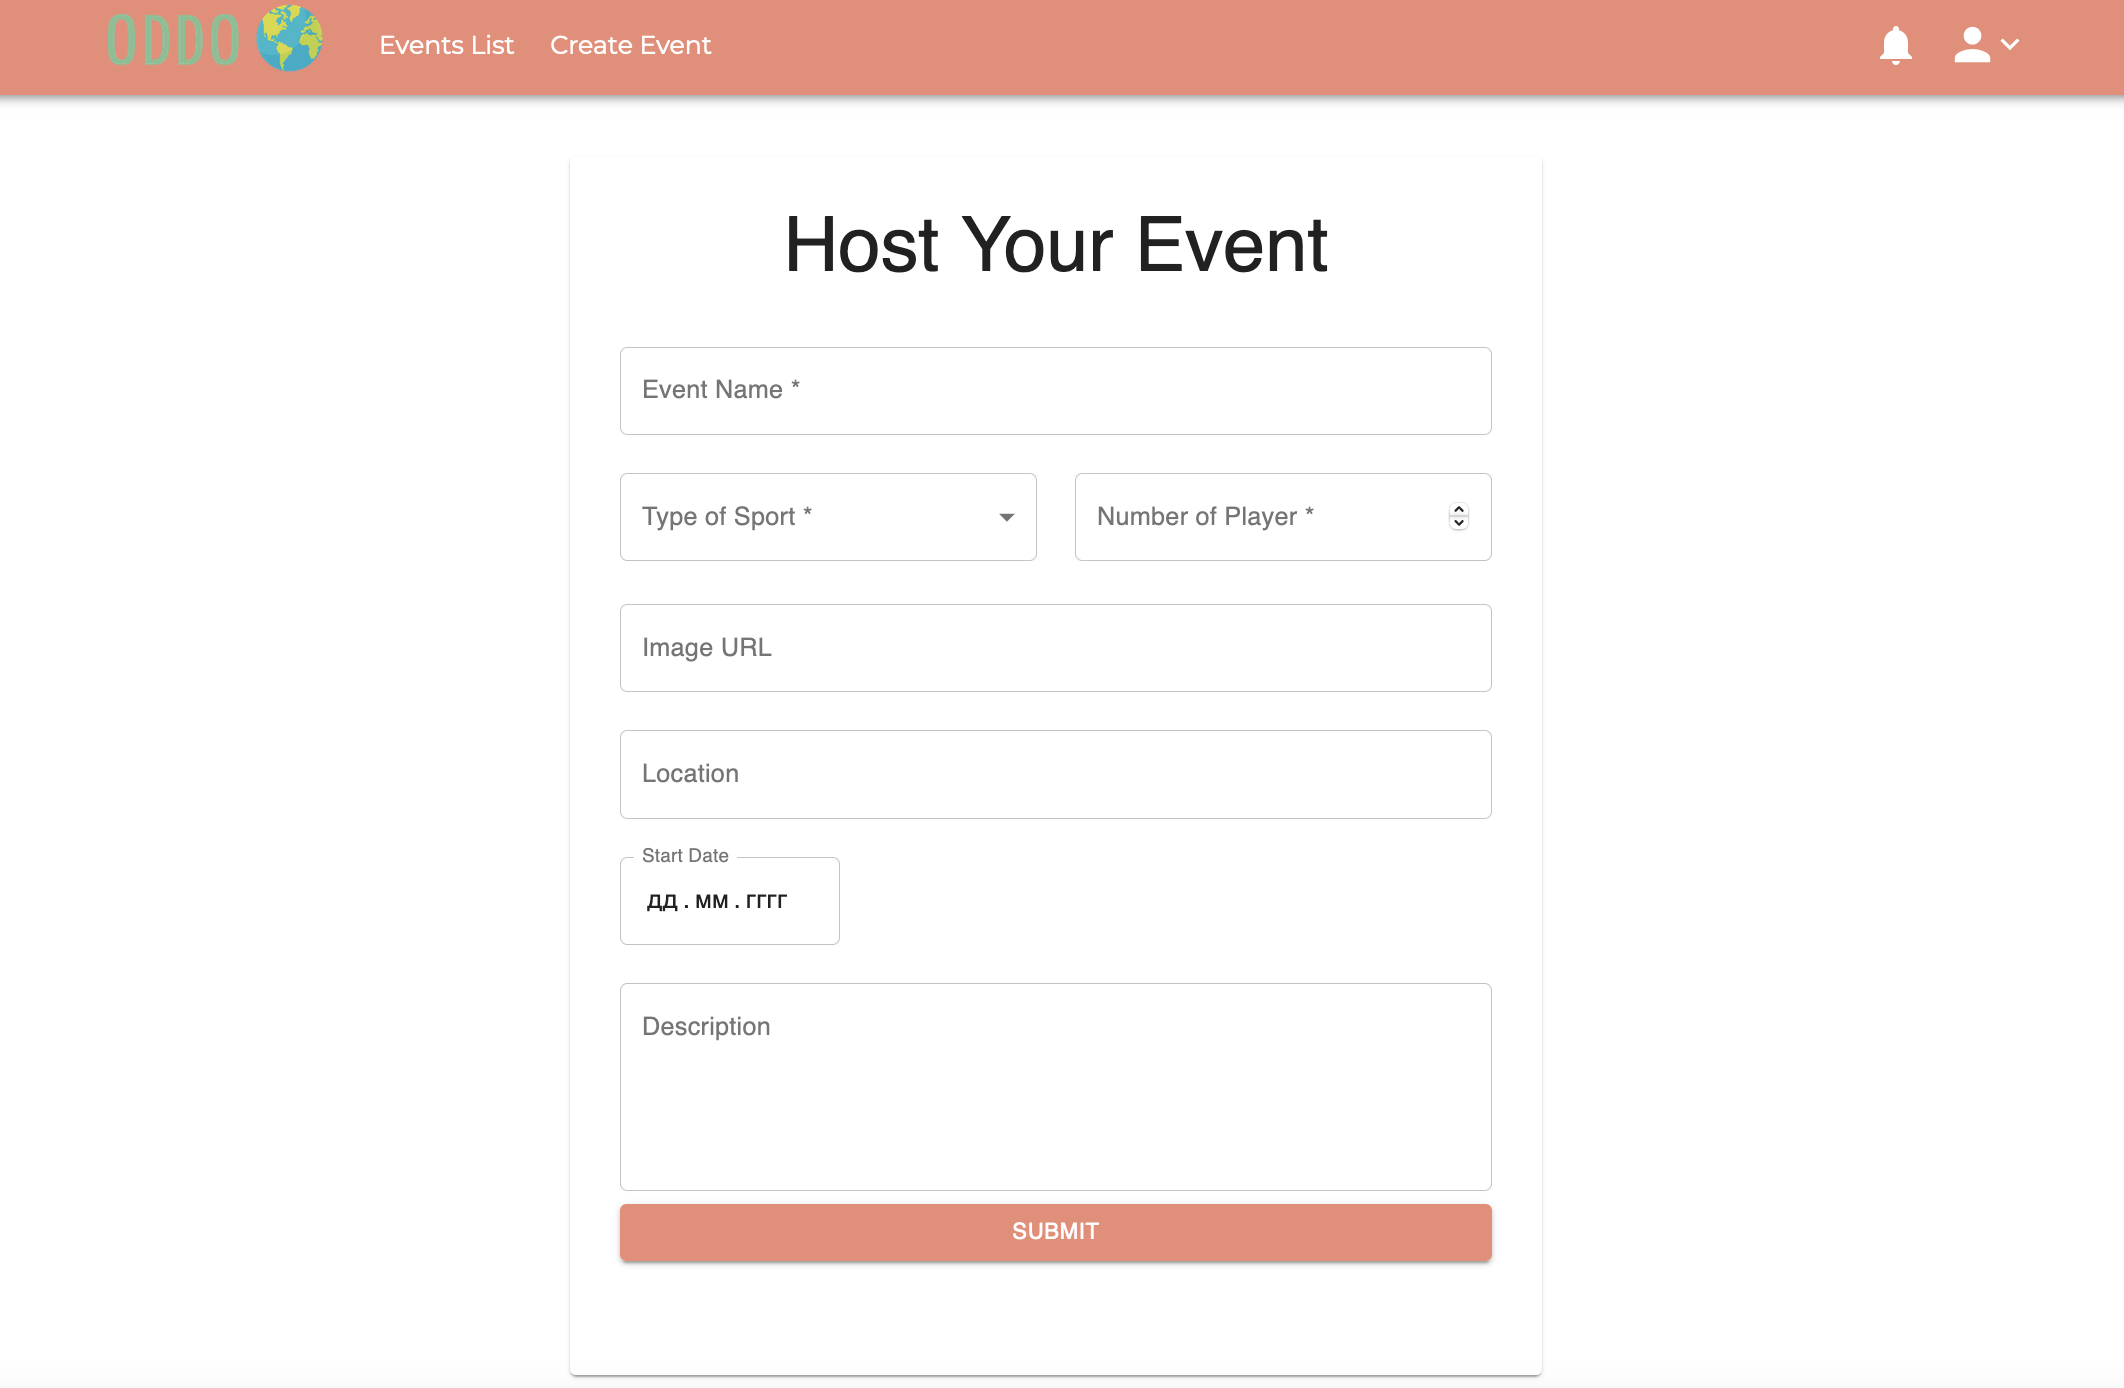 ODDO
Events List
Create Event
Host Your Event
Event Name *
Type of Sport *
Number of Player *
Image URL
Location
Start Date
ДД . ММ . ГГГГ
Description
SUBMIT